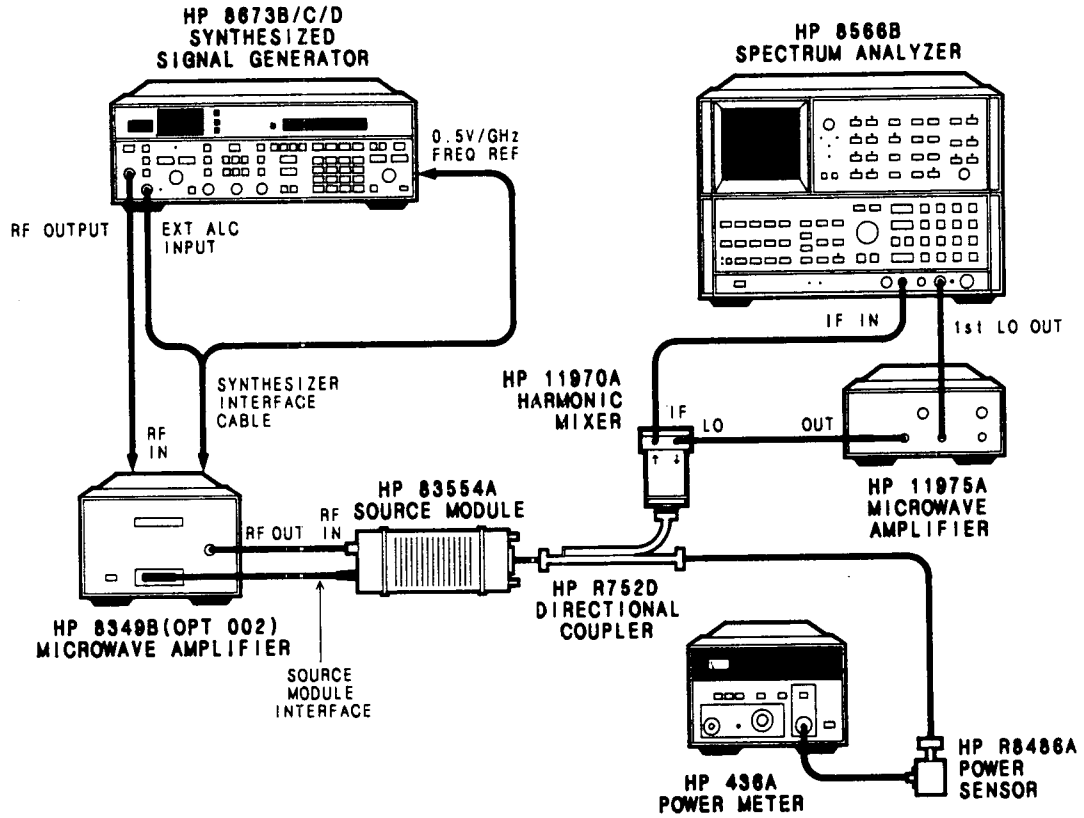 HP 8673B/C/D
SYNTHESIZED
SIGNAL GENERATOR
HP 8566B
SPECTRUM ANALYZER
0.5V/GHz
FREQ REF
RF OUTPUT
EXT ALC
INPUT
IF IN
1st LO OUT
SYNTHESIZER
INTERFACE
CABLE
HP 11970A
HARMONIC
MIXER
IF
LO
OUT
RF
IN
HP 11975A
MICROWAVE
AMPLIFIER
HP 83554A
SOURCE MODULE
RF OUT
RF
IN
HP R752D
DIRECTIONAL
COUPLER
HP 8349B(OPT 002)
MICROWAVE AMPLIFIER
SOURCE
MODULE
INTERFACE
HP R8486A
POWER
SENSOR
HP 436A
POWER METER